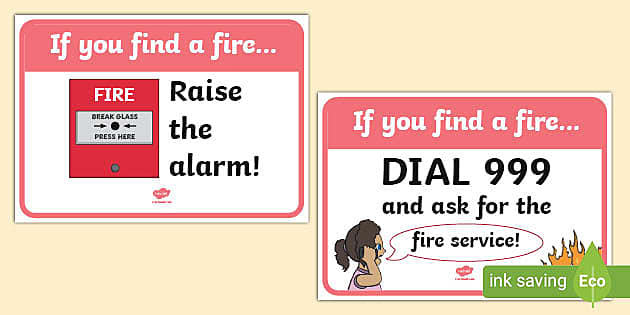 If you find a fire...
FIRE
BREAK GLASS
PRESS HERE
Raise
the
alarm!
If you find a fire...
DIAL 999
and ask for the
fire service!
ink saving
Eco